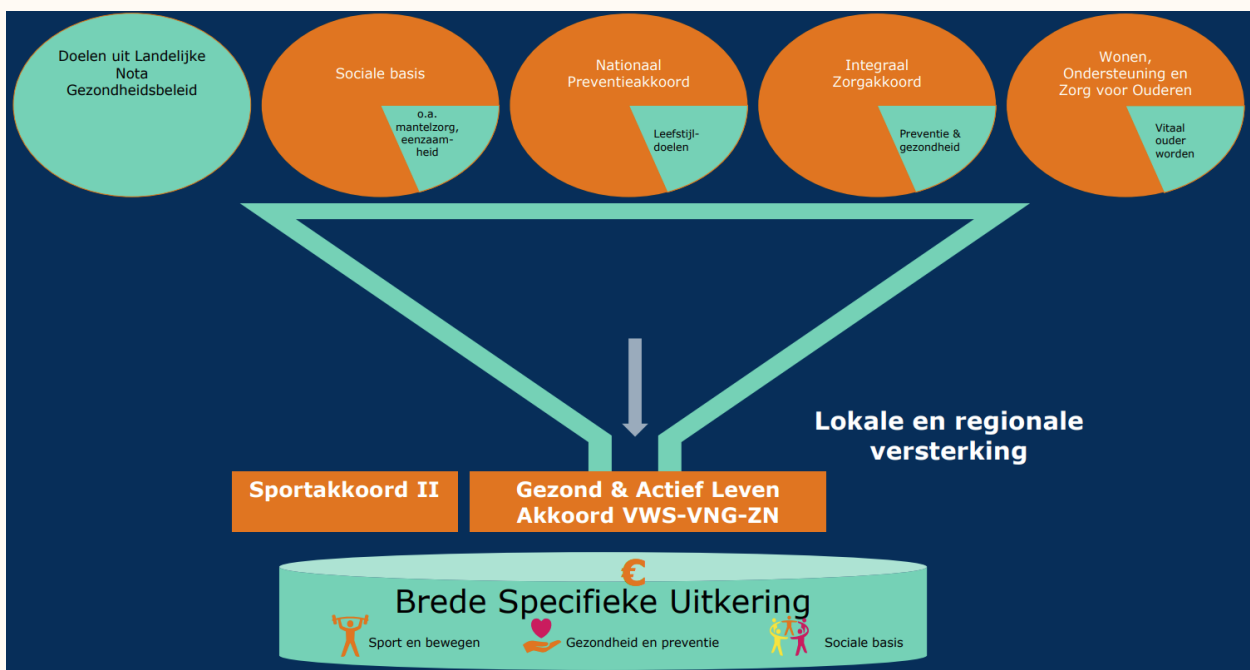 Doelen uit Landelijke
Nota
Gezondheidsbeleid
Sociale basis
o.a.
mantelzorg,
eenzaam-
heid
Nationaal
Preventieakkoord
Leefstijl-
doelen
Integraal
Zorgakkoord
Preventie &
gezondheid
Wonen,
Ondersteuning en
Zorg voor Ouderen
Vitaal
ouder
worden
Lokale en regionale
versterking
Sportakkoord II
Gezond & Actief Leven
Akkoord VWS-VNG-ZN
€
Brede Specifieke Uitkering
Sport en bewegen
Gezondheid en preventie
Sociale basis